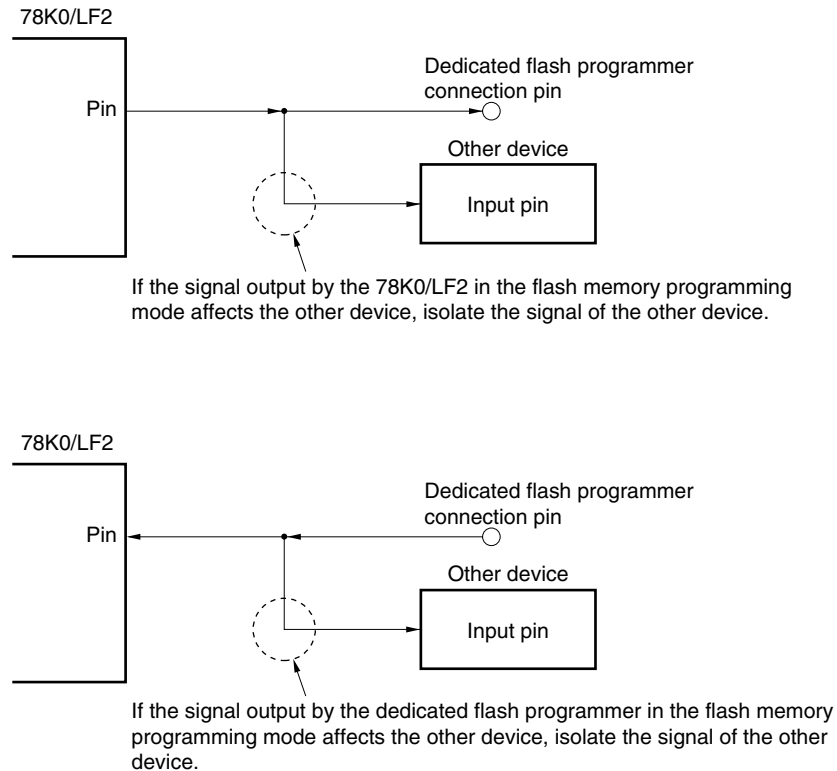 78K0/LF2
Dedicated flash programmer
connection pin
Pin
Other device
Input pin
If the signal output by the 78K0/LF2 in the flash memory programming
mode affects the other device, isolate the signal of the other device.
78K0/LF2
Dedicated flash programmer
connection pin
Pin
Other device
Input pin
If the signal output by the dedicated flash programmer in the flash memory
programming mode affects the other device, isolate the signal of the other
device.